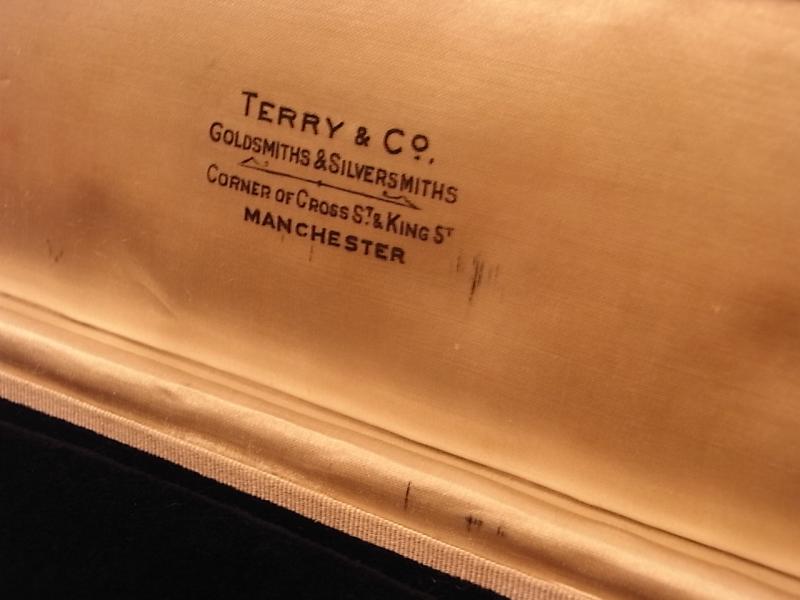 TERRY & Co.
GOLDSMITHS & SILVERSMITHS
CORNER OF CROSS ST & KING ST
MANCHESTER